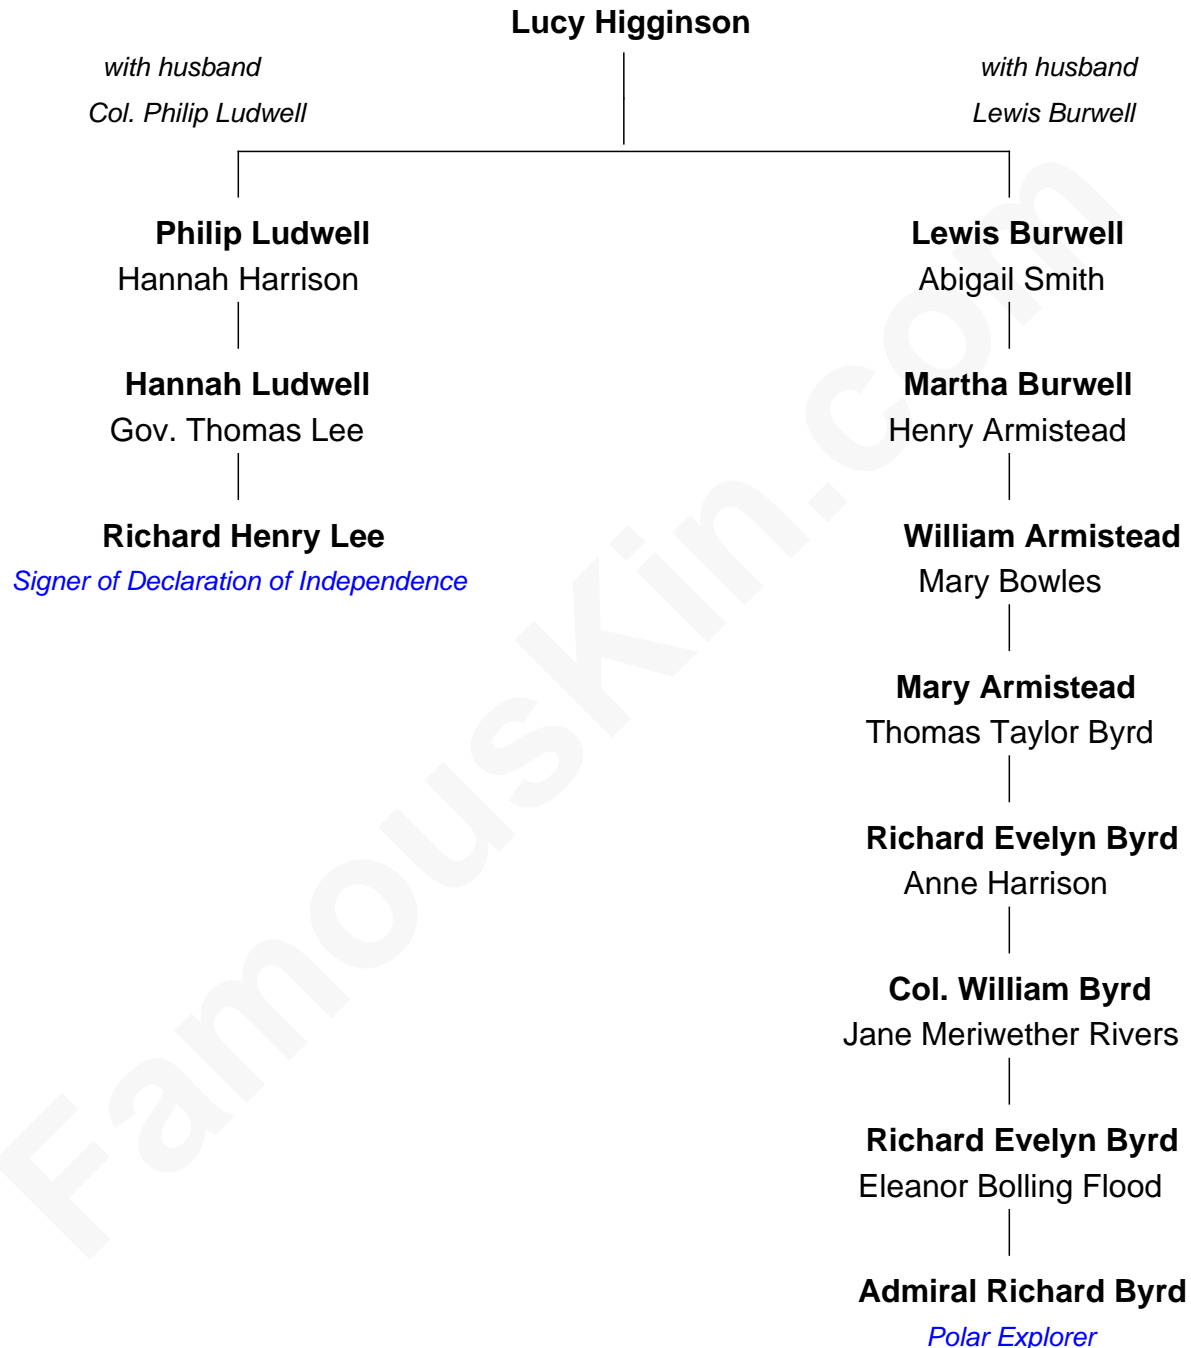 Lucy Higginson
with husband
Col. Philip Ludwell
with husband
Lewis Burwell
Philip Ludwell
Hannah Harrison
Hannah Ludwell
Gov. Thomas Lee
Richard Henry Lee
Signer of Declaration of Independence
Lewis Burwell
Abigail Smith
Martha Burwell
Henry Armistead
William Armistead
Mary Bowles
Mary Armistead
Thomas Taylor Byrd
Richard Evelyn Byrd
Anne Harrison
Col. William Byrd
Jane Meriwether Rivers
Richard Evelyn Byrd
Eleanor Bolling Flood
Admiral Richard Byrd
Polar Explorer
FamousKin.com